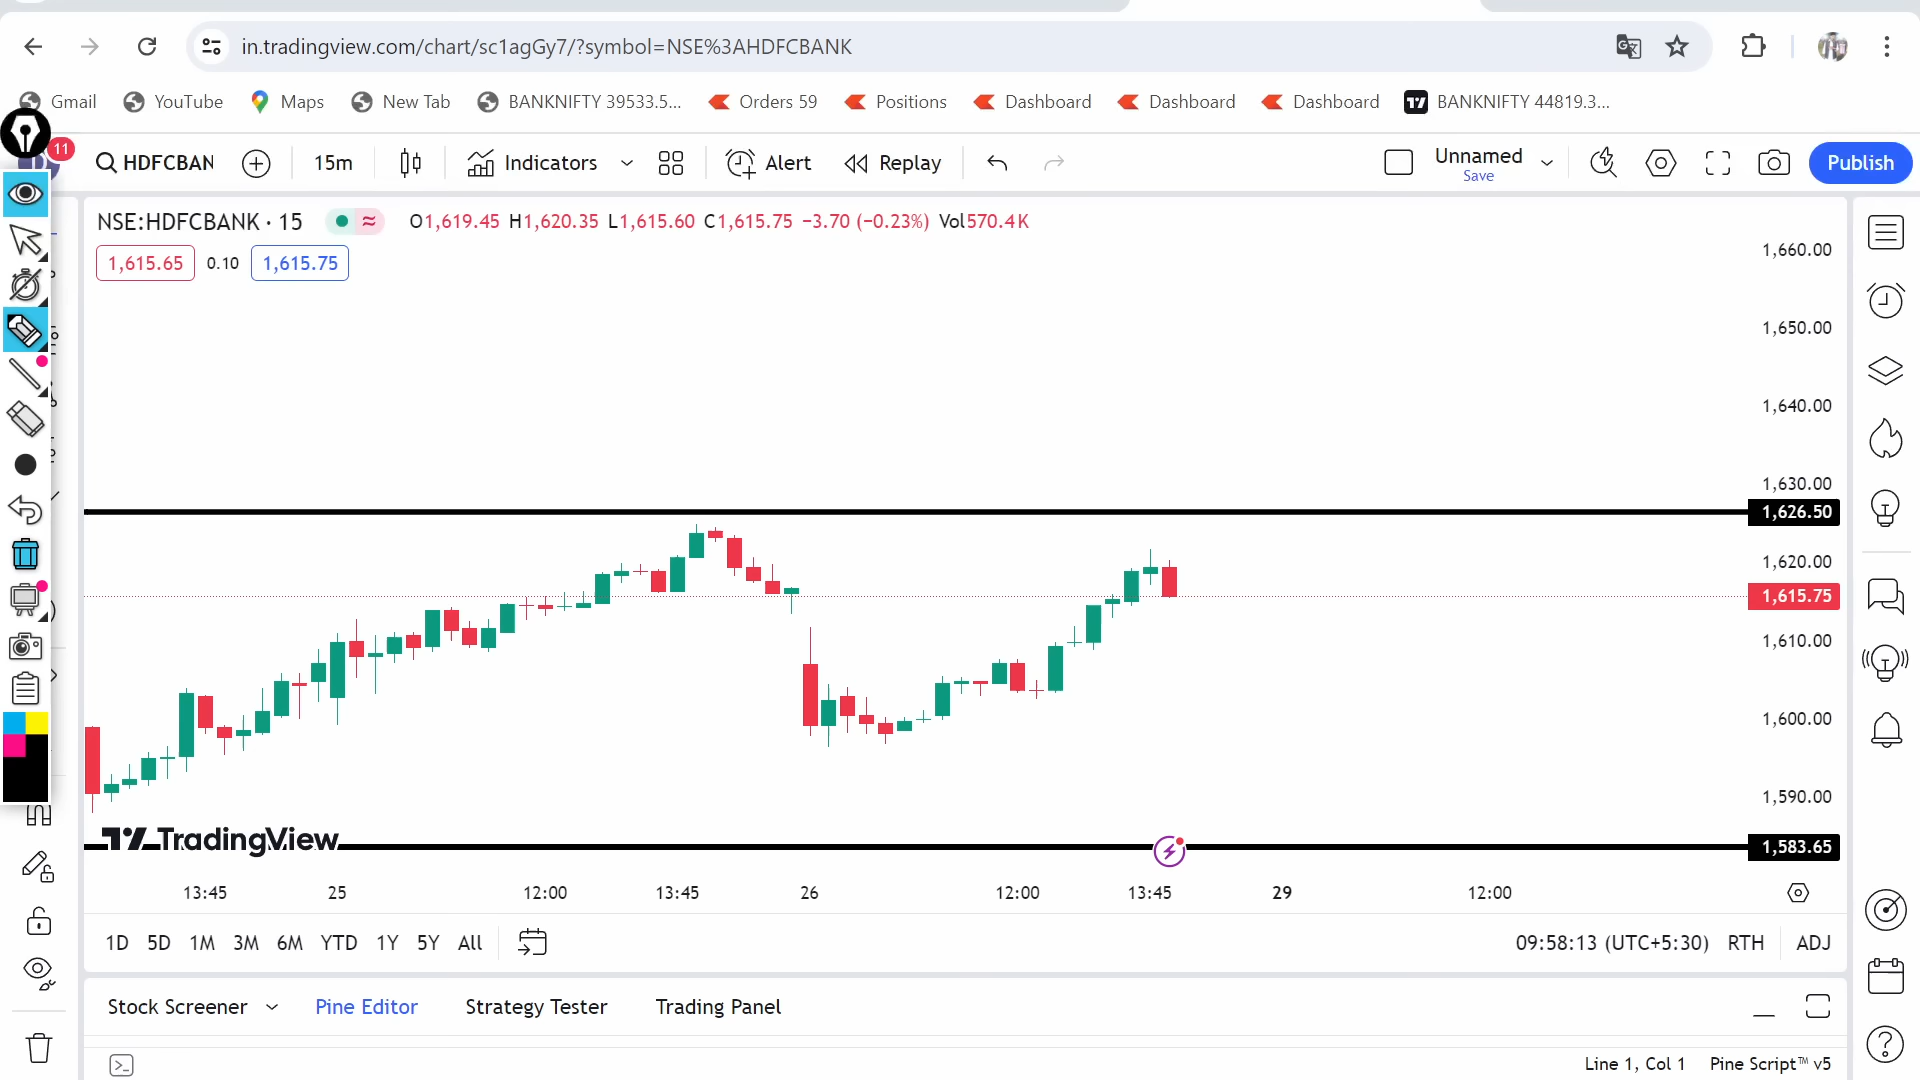 in.tradingview.com/chart/sc1agGy7/?symbol=NSE%3AHDFCBANK
Gmail YouTube Maps New Tab BANKNIFTY 39533.5... Orders 59 Positions Dashboard Dashboard Dashboard BANKNIFTY 44819.3...
11 HDFCBAN 15m Indicators Alert Replay Unnamed Save Publish
NSE:HDFCBANK · 15 O1,619.45 H1,620.35 L1,615.60 C1,615.75 −3.70 (−0.23%) Vol570.4K
1,615.65 0.10 1,615.75
1,660.00
1,650.00
1,640.00
1,630.00
1,626.50
1,620.00
1,615.75
1,610.00
1,600.00
1,590.00
TradingView
1,583.65
13:45 25 12:00 13:45 26 12:00 13:45 29 12:00
1D 5D 1M 3M 6M YTD 1Y 5Y All 09:58:13 (UTC+5:30) RTH ADJ
Stock Screener Pine Editor Strategy Tester Trading Panel
Line 1, Col 1 Pine Script™ v5